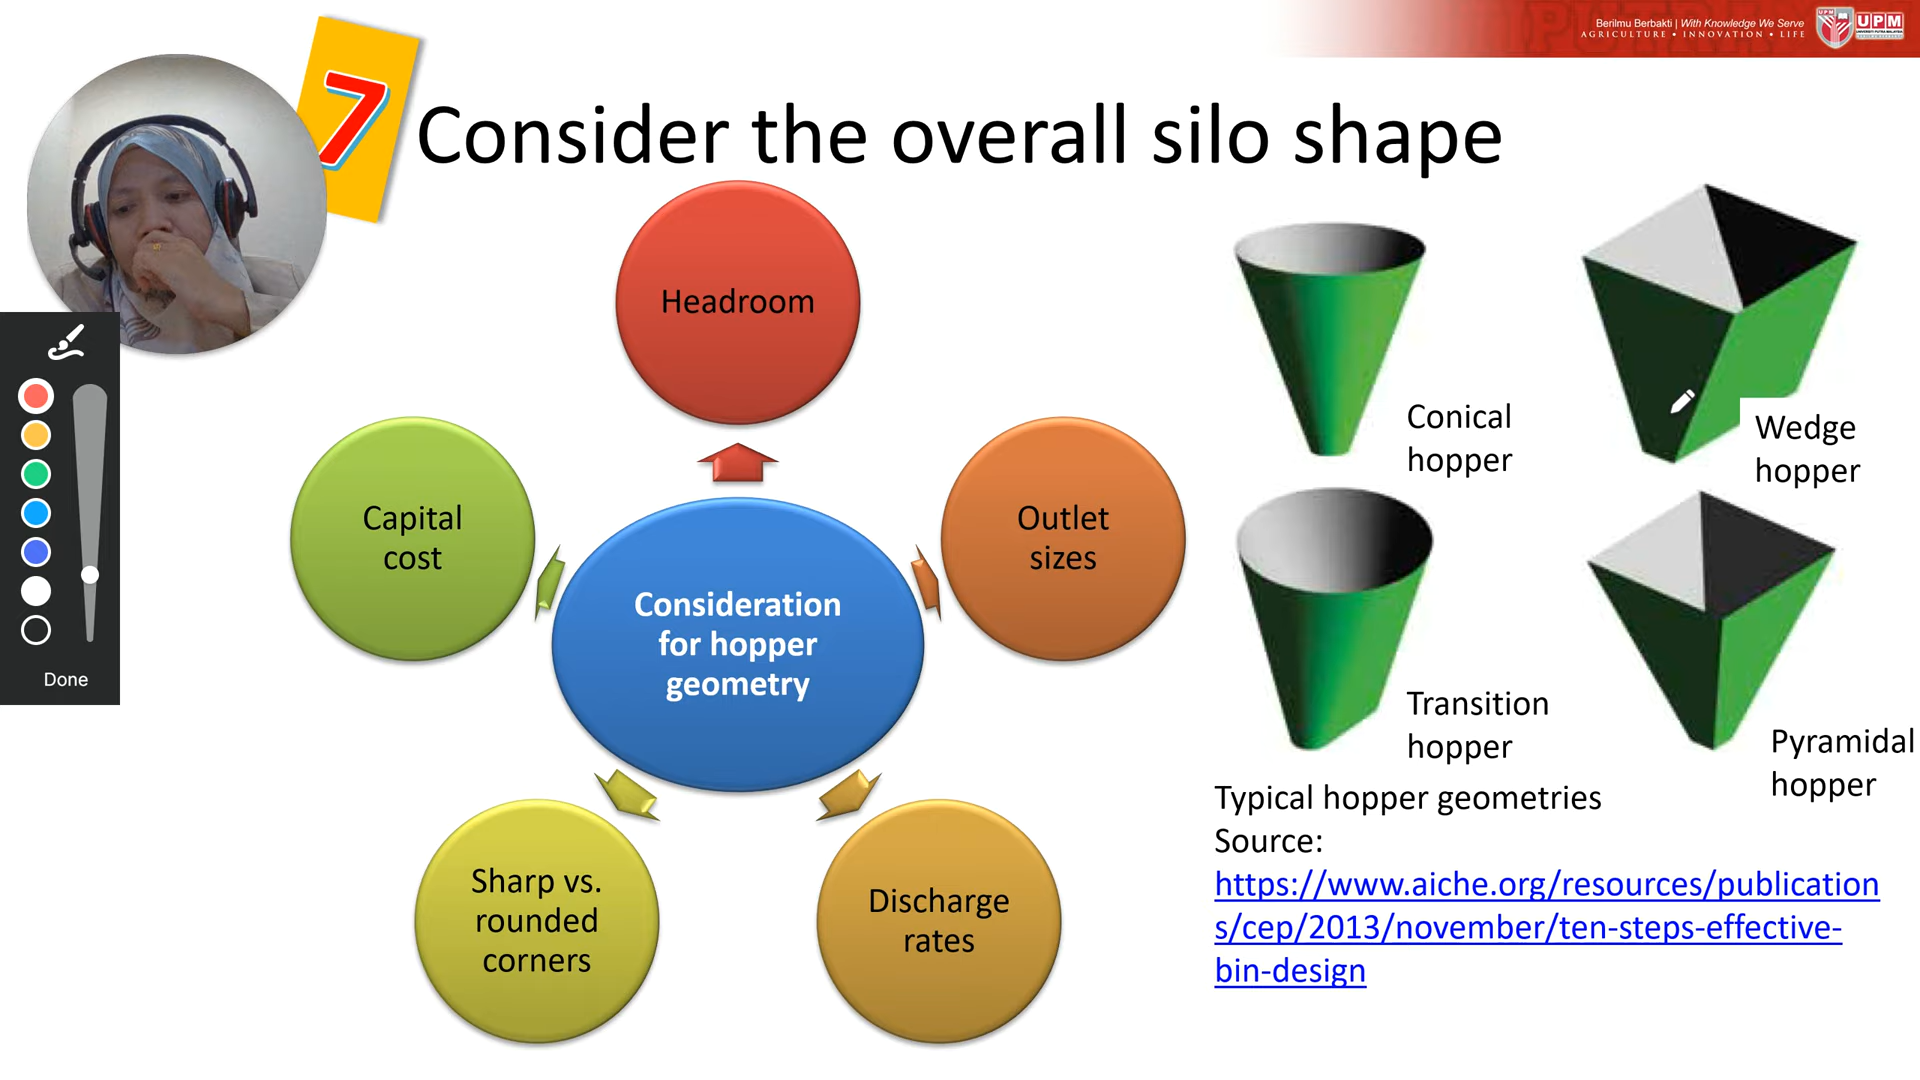 Berilmu Berbakti | With Knowledge We Serve
AGRICULTURE • INNOVATION • LIFE
UPM
7
Consider the overall silo shape
Headroom
Capital
cost
Outlet
sizes
Consideration
for hopper
geometry
Sharp vs.
rounded
corners
Discharge
rates
Conical
hopper
Wedge
hopper
Transition
hopper
Pyramidal
hopper
Typical hopper geometries
Source:
https://www.aiche.org/resources/publication
s/cep/2013/november/ten-steps-effective-
bin-design
Done